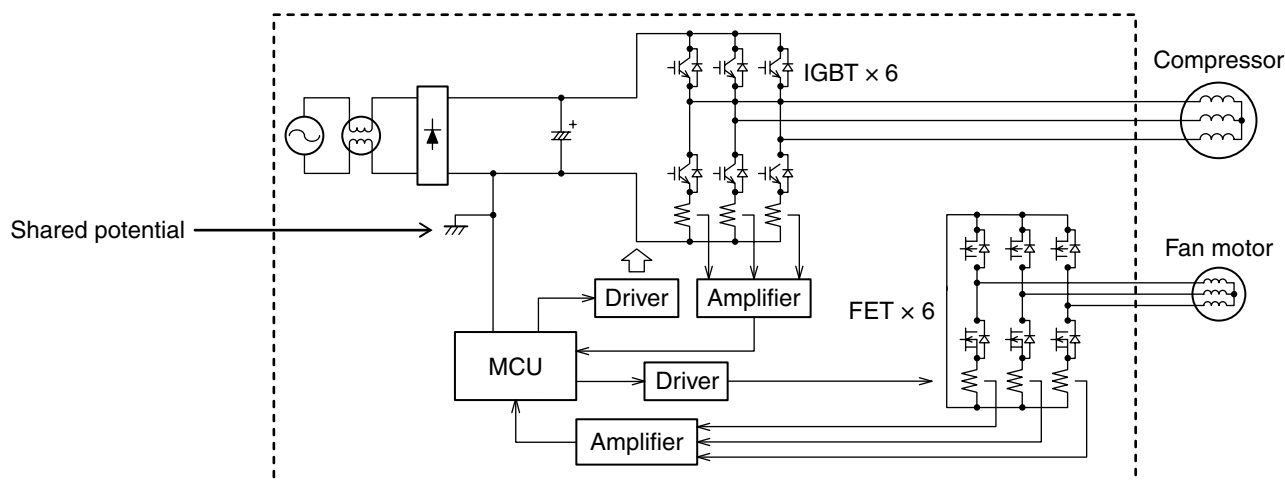 Compressor
IGBT × 6
+
Shared potential
Fan motor
Driver
Amplifier
FET × 6
MCU
Driver
Amplifier